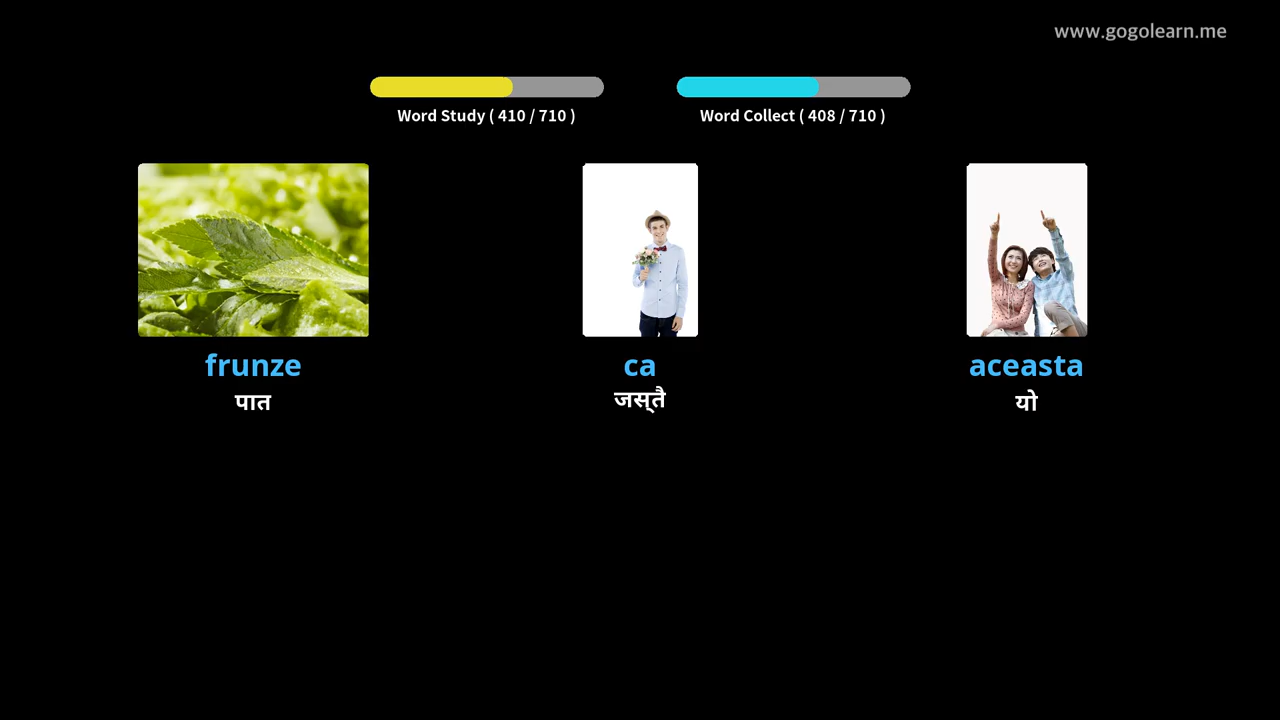 www.gogolearn.me
Word Study ( 410 / 710 )
Word Collect ( 408 / 710 )
frunze
ca
aceasta
पात
जस्तै
यो